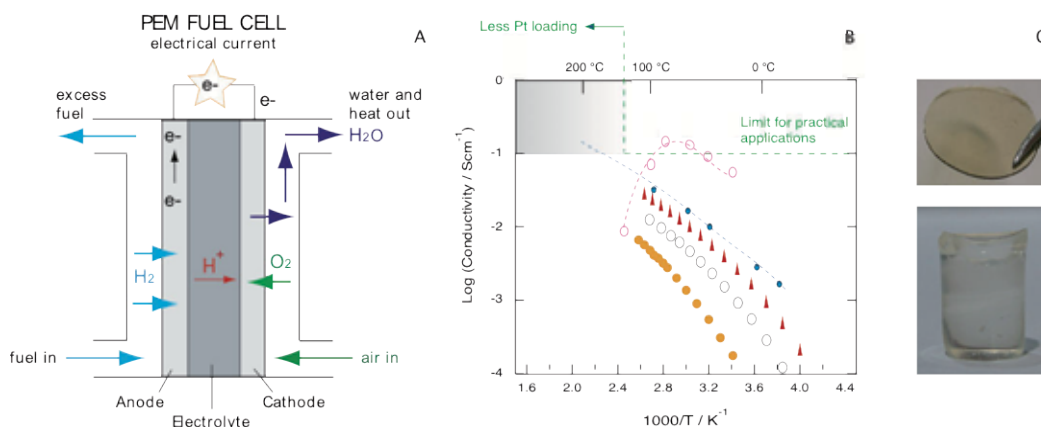 PEM FUEL CELL
electrical current
A
e-
e-
excess
fuel
water and
heat out
H2O
e-
e-
H2
H+
O2
fuel in
air in
Anode
Cathode
Electrolyte
Less Pt loading
B
200 °C
100 °C
0 °C
0
Limit for practical
applications
-1
-2
-3
-4
Log (Conductivity / Scm-1)
1.6
2.0
2.4
2.8
3.2
3.6
4.0
4.4
1000/T / K-1